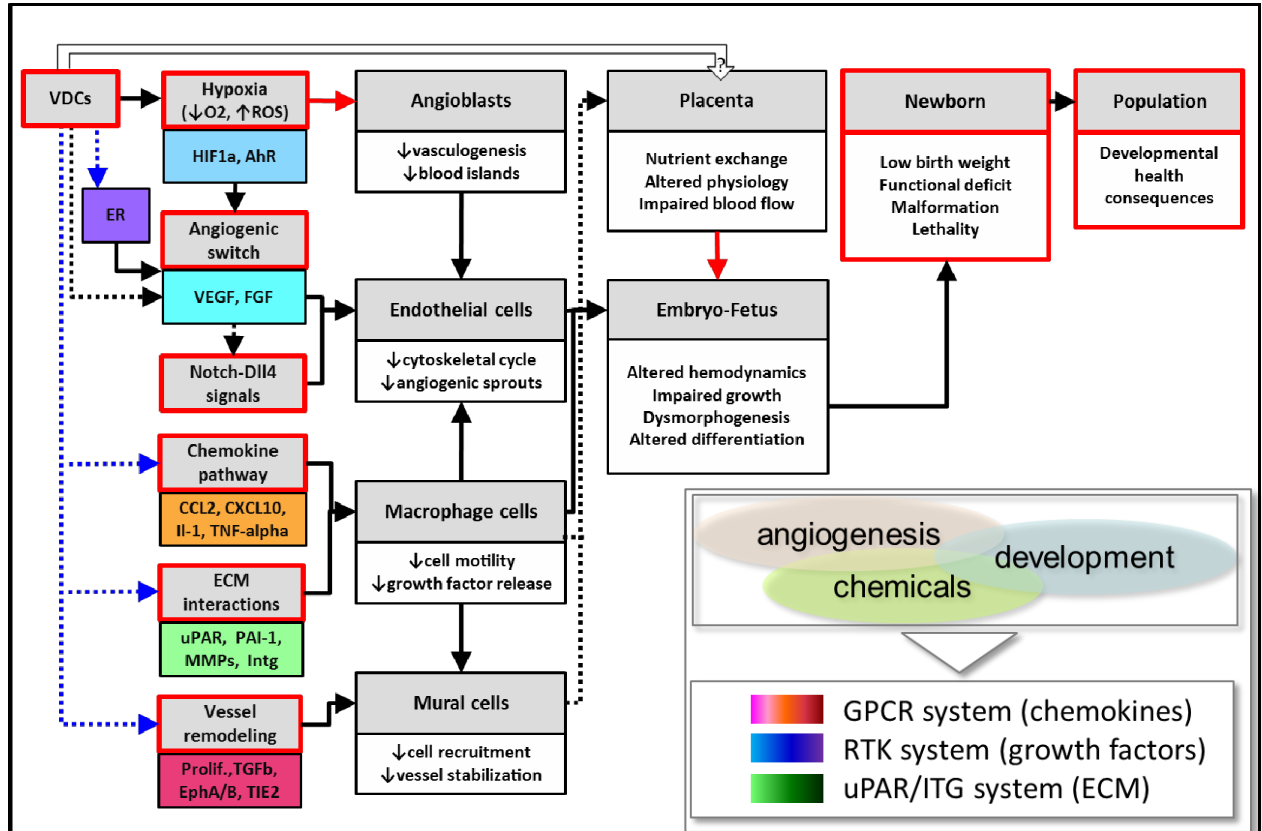 ?
VDCs
Hypoxia
(↓O2, ↑ROS)
HIF1a, AhR
ER
Angiogenic
switch
VEGF, FGF
Notch-Dll4
signals
Chemokine
pathway
CCL2, CXCL10,
Il-1, TNF-alpha
ECM
interactions
uPAR, PAI-1,
MMPs, Intg
Vessel
remodeling
Prolif.,TGFb,
EphA/B, TIE2
Angioblasts
↓vasculogenesis
↓blood islands
Endothelial cells
↓cytoskeletal cycle
↓angiogenic sprouts
Macrophage cells
↓cell motility
↓growth factor release
Mural cells
↓cell recruitment
↓vessel stabilization
Placenta
Nutrient exchange
Altered physiology
Impaired blood flow
Embryo-Fetus
Altered hemodynamics
Impaired growth
Dysmorphogenesis
Altered differentiation
Newborn
Low birth weight
Functional deficit
Malformation
Lethality
Population
Developmental
health
consequences
angiogenesis
development
chemicals
GPCR system (chemokines)
RTK system (growth factors)
uPAR/ITG system (ECM)